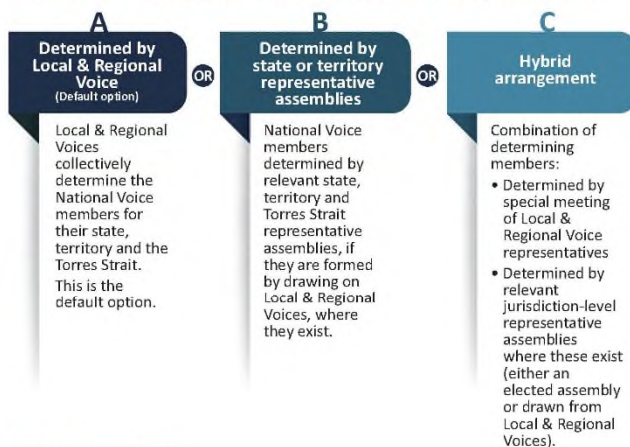 A
Determined by
Local & Regional
Voice
(Default option)
Local & Regional
Voices
collectively
determine the
National Voice
members for
their state,
territory and the
Torres Strait.
This is the
default option.
OR
B
Determined by
state or territory
representative
assemblies
National Voice
members
determined by
relevant state,
territory and
Torres Strait
representative
assemblies, if
they are formed
by drawing on
Local & Regional
Voices, where
they exist.
OR
C
Hybrid
arrangement
Combination of
determining
members:
• Determined by
special meeting
of Local &
Regional Voice
representatives
• Determined by
relevant
jurisdiction-level
representative
assemblies
where these exist
(either an
elected assembly
or drawn from
Local & Regional
Voices).